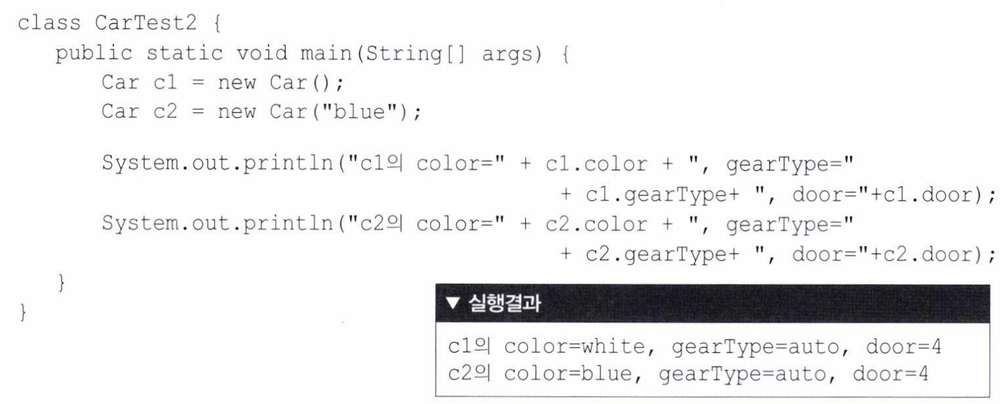 class CarTest2 {
public static void main(String[] args) {
Car c1 = new Car();
Car c2 = new Car("blue");
System.out.println("c1의 color=" + c1.color + ", gearType="
+ c1.gearType+ ", door="+c1.door);
System.out.println("c2의 color=" + c2.color + ", gearType="
+ c2.gearType+ ", door="+c2.door);
}
}
▼ 실행결과
c1의 color=white, gearType=auto, door=4
c2의 color=blue, gearType=auto, door=4